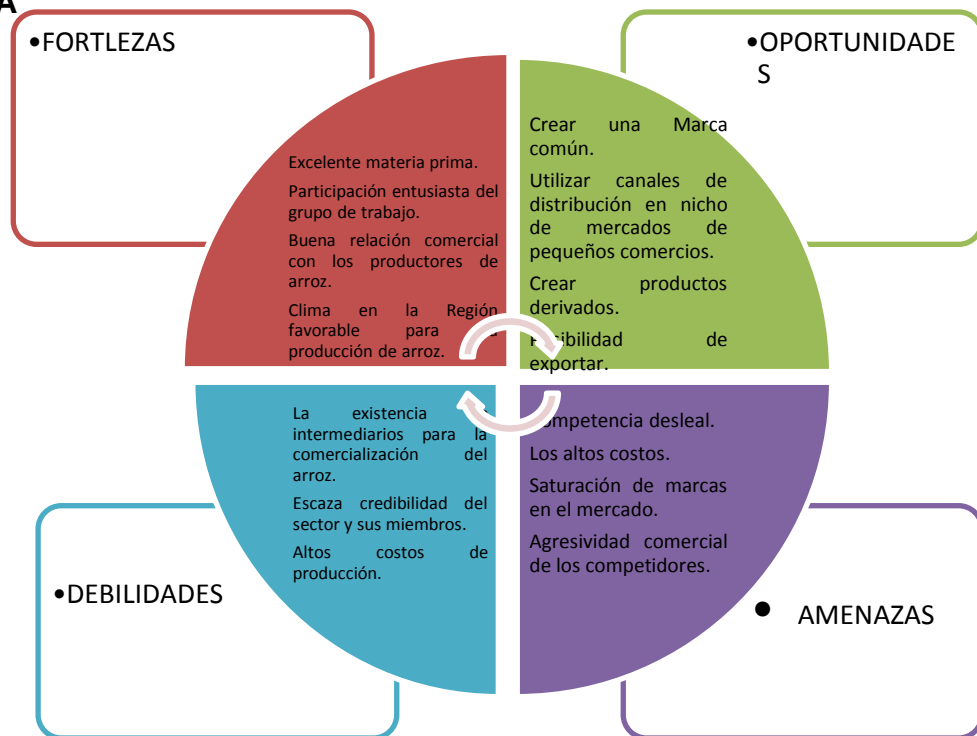 A
•FORTLEZAS
•OPORTUNIDADE
S
Excelente materia prima.
Participación entusiasta del
grupo de trabajo.
Buena relación comercial
con los productores de
arroz.
Clima en la Región
favorable para
producción de arroz.
Crear una Marca
común.
Utilizar canales de
distribución en nicho
de mercados de
pequeños comercios.
Crear productos
derivados.
de
exportar.
La existencia
intermediarios para la
comercialización del
arroz.
Escaza credibilidad del
sector y sus miembros.
Altos costos de
producción.
desleal.
Los altos costos.
Saturación de marcas
en el mercado.
Agresividad comercial
de los competidores.
•DEBILIDADES
• AMENAZAS